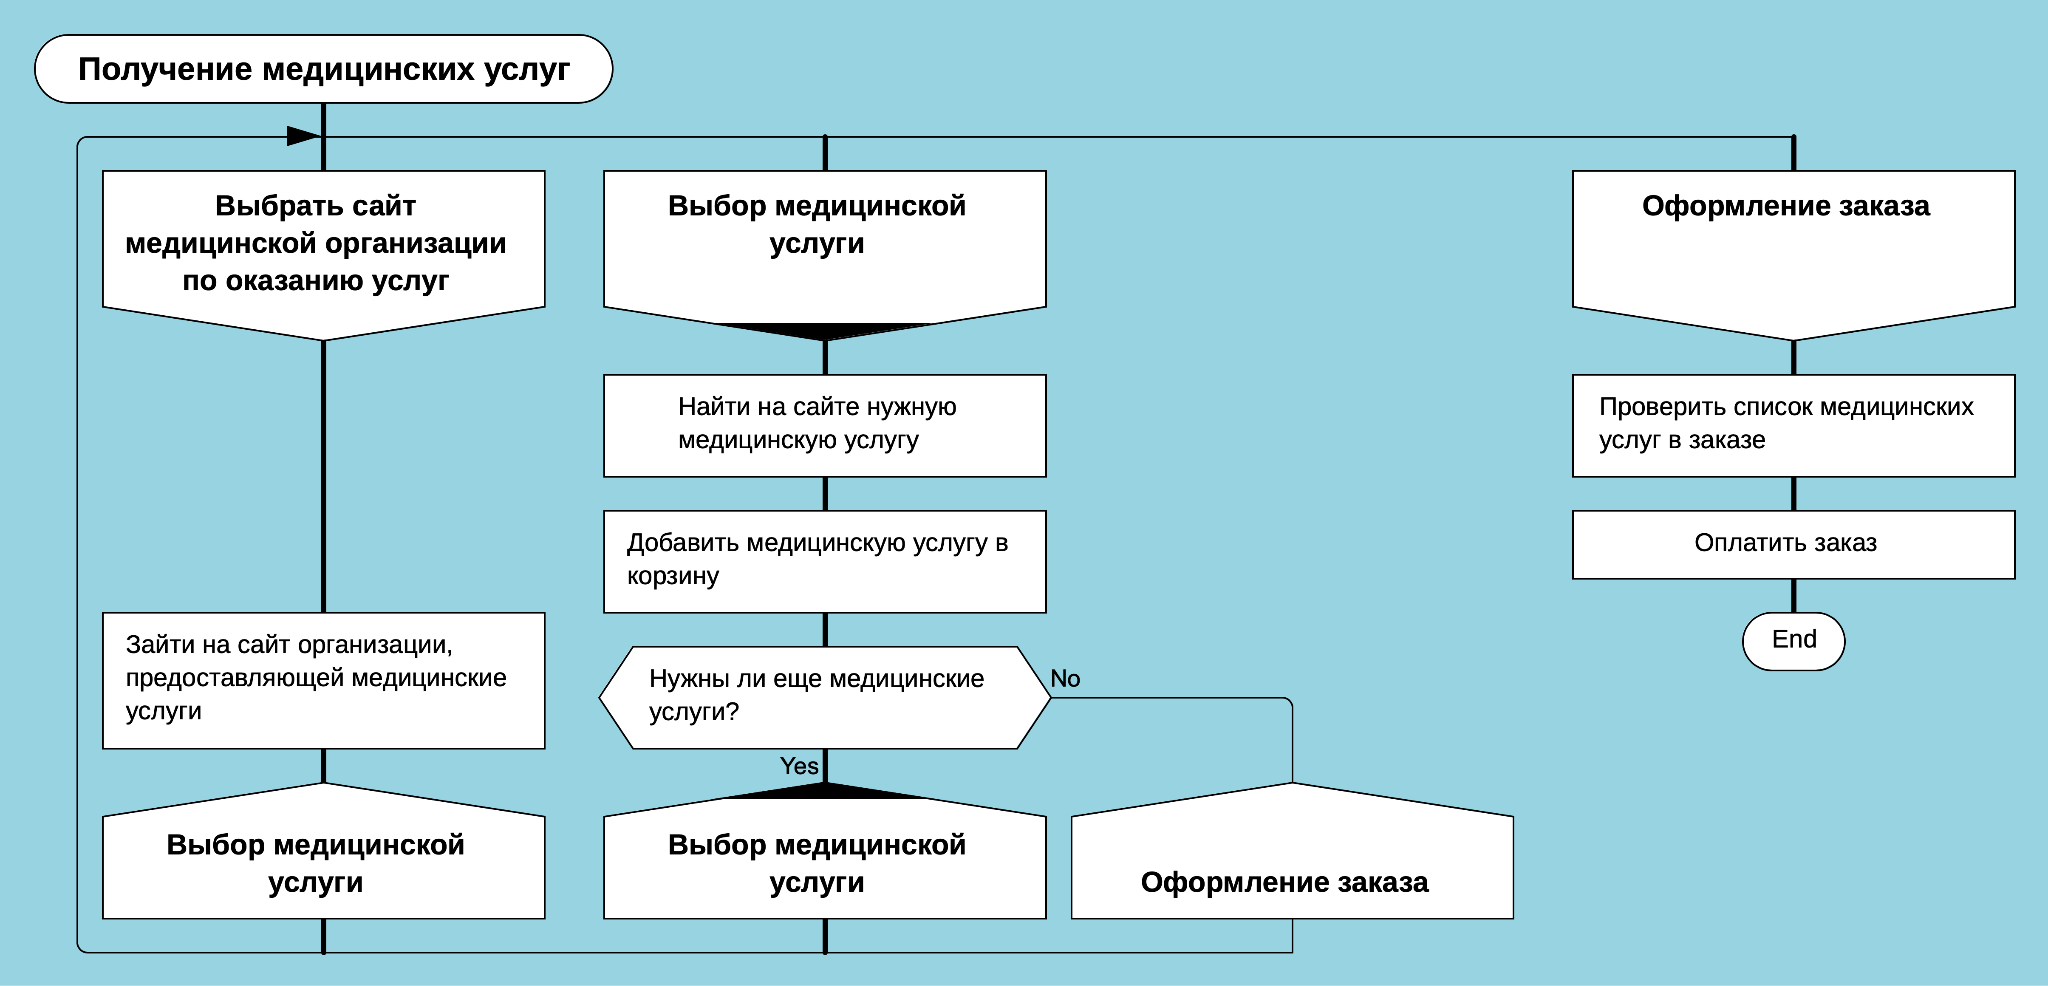 Получение медицинских услуг
Выбрать сайт
медицинской организации
по оказанию услуг
Зайти на сайт организации,
предоставляющей медицинские
услуги
Выбор медицинской
услуги
Выбор медицинской
услуги
Найти на сайте нужную
медицинскую услугу
Добавить медицинскую услугу в
корзину
Нужны ли еще медицинские
услуги?
No
Yes
Выбор медицинской
услуги
Оформление заказа
Оформление заказа
Проверить список медицинских
услуг в заказе
Оплатить заказ
End